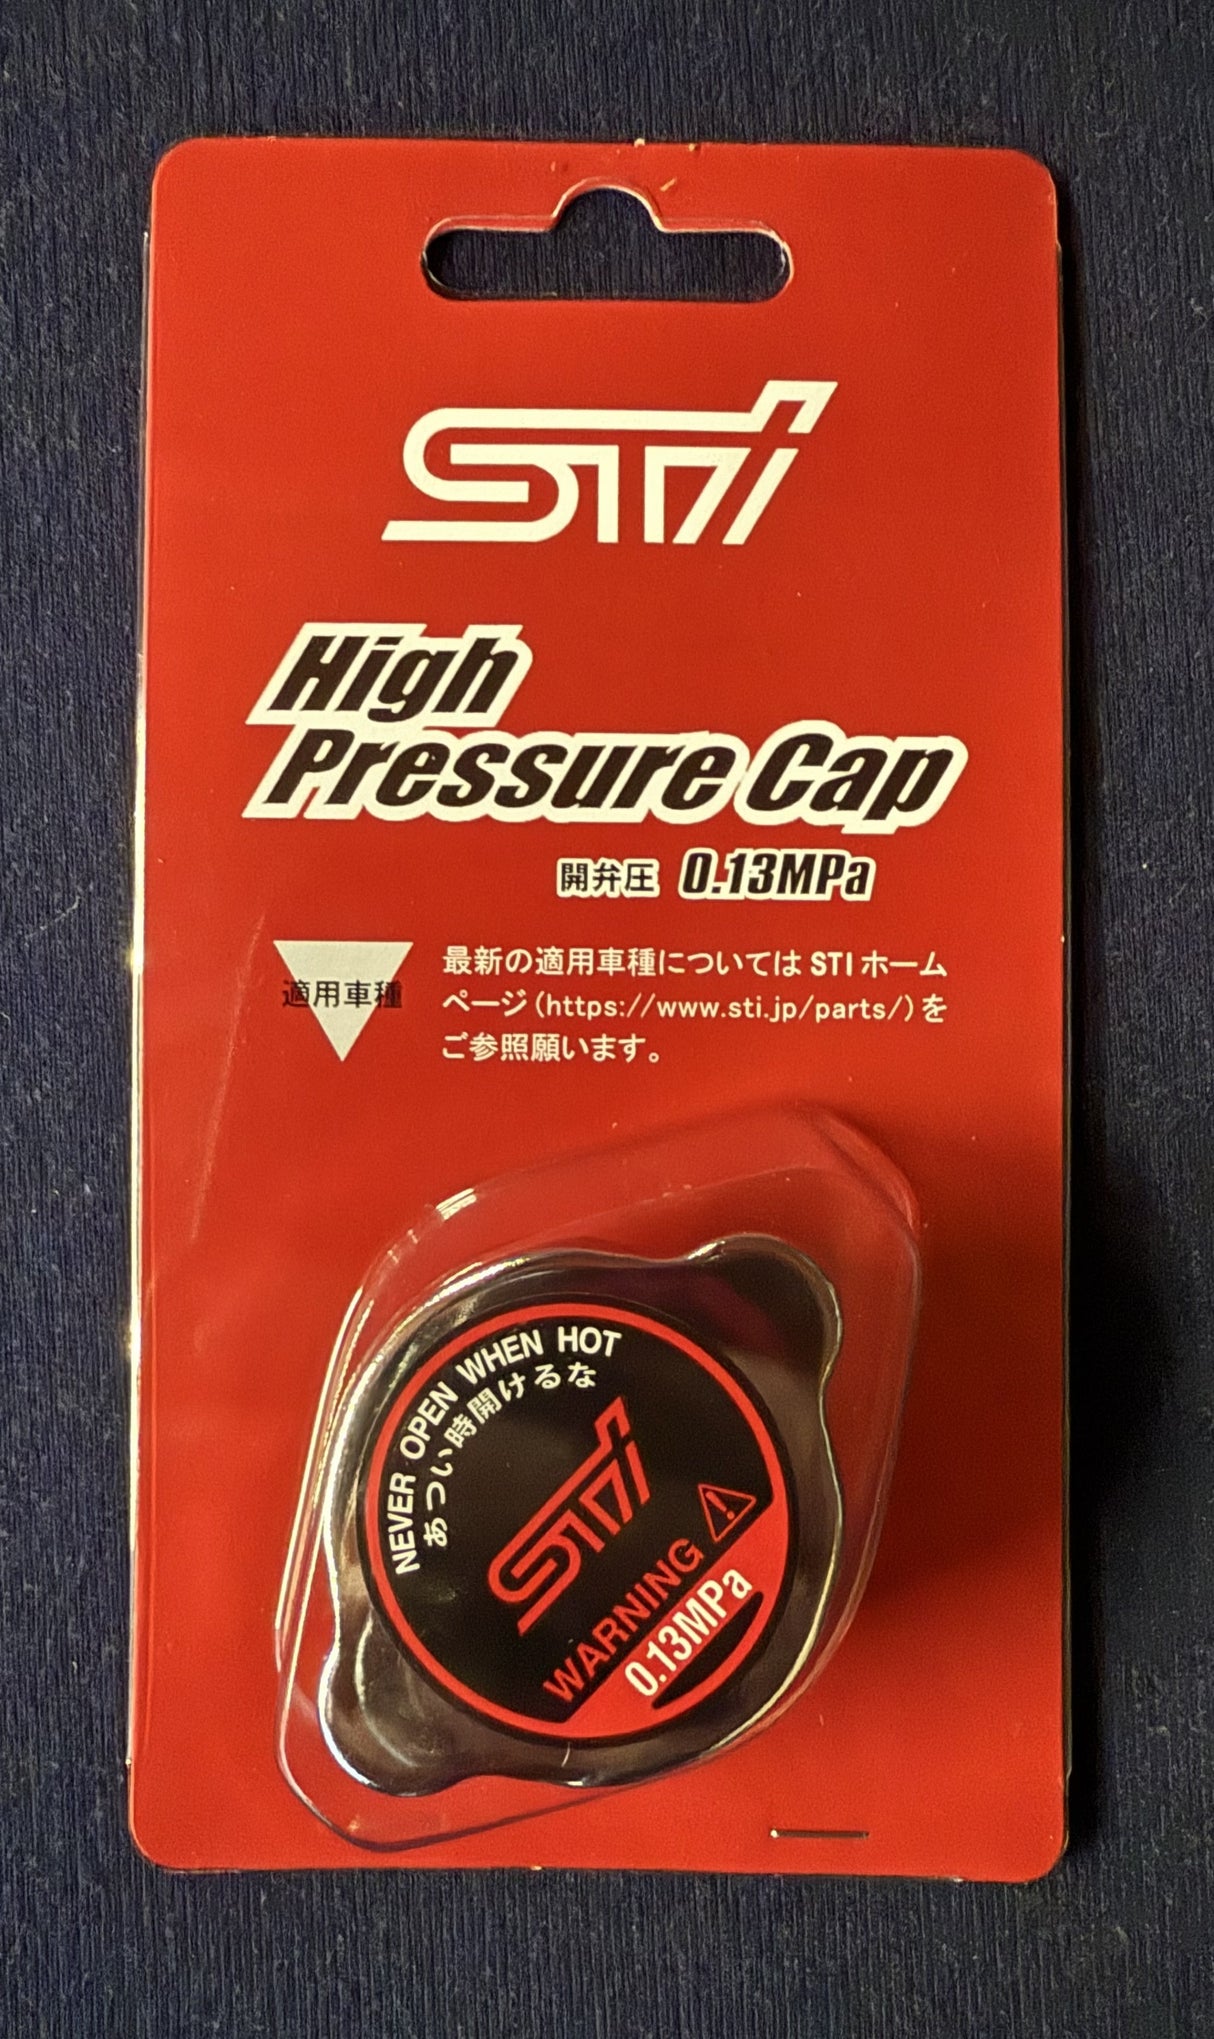 STi
High
Pressure Cap
開弁圧 0.13MPa
適用車種
最新の適用車種については STI ホーム
ページ（https://www.sti.jp/parts/）を
ご参照願います。
NEVER OPEN WHEN HOT
あつい時開けるな
STi
WARNING
0.13MPa